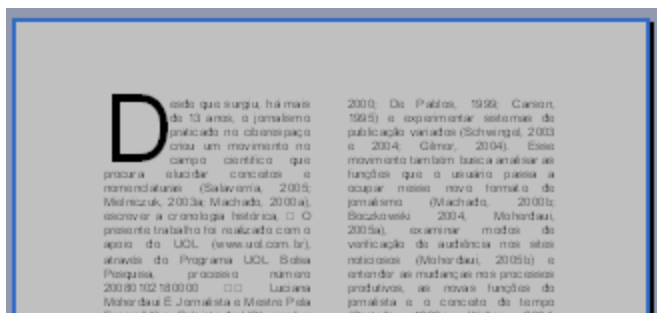 Desde que surgiu, há mais
de 13 anos, o jornalismo
praticado no ciberespaço
criou um movimento no
campo científico que
procura elucidar conceitos e
nomenclaturas (Salaverría, 2005;
Mielniczuk, 2003a; Machado, 2000a),
escrever a cronologia histórica, □ O
presente trabalho foi realizado com o
apoio do UOL (www.uol.com.br),
através do Programa UOL Bolsa
Pesquisa, processo número
20080102180000 □□ Luciana
Moherdaui É Jornalista e Mestre Pela
2000; De Pablos, 1999; Carson,
1995) e experimentar sistemas de
publicação variados (Schwingel, 2003
e 2004; Gilmor, 2004). Esse
movimento também busca analisar as
funções que o usuário passa a
ocupar nesse novo formato de
jornalismo (Machado, 2000b;
Boczkowski 2004, Moherdaui,
2005a), examinar modos de
verificação de audiência nos sites
noticiosos (Moherdaui, 2005b) e
entender as mudanças nos processos
produtivos, as novas funções do
jornalista e o conceito de tempo